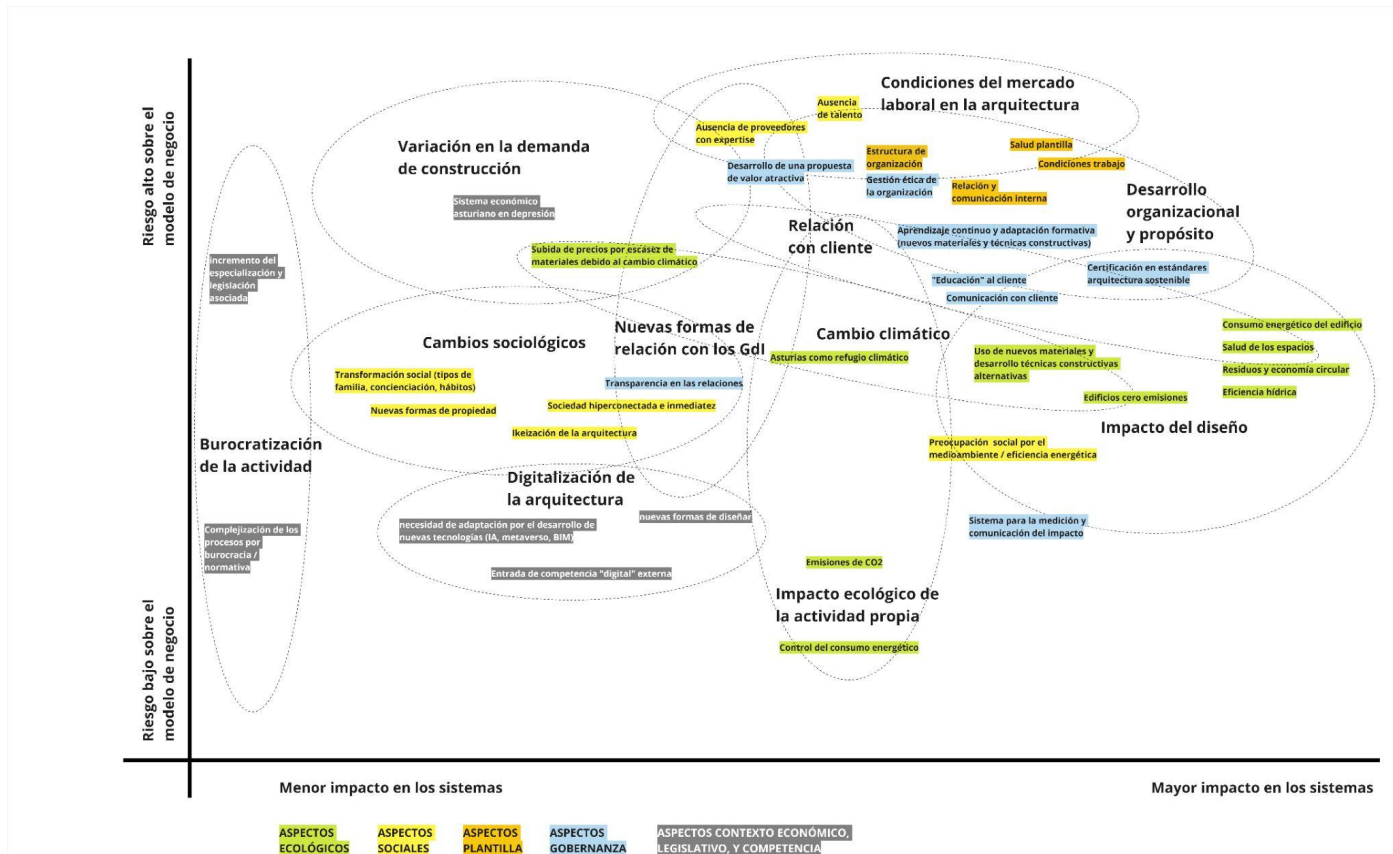 Riesgo alto sobre el
modelo de negocio
Riesgo bajo sobre el
modelo de negocio
Condiciones del mercado
laboral en la arquitectura
Ausencia
de talento
Ausencia de proveedores
con expertise
Variación en la demanda
de construcción
Estructura de
organización
Salud plantilla
Condiciones trabajo
Desarrollo de una propuesta
de valor atractiva
Gestión ética de
la organización
Relación y
comunicación interna
Desarrollo
organizacional
y propósito
Sistema económico
asturiano en depresión
Relación
con cliente
Aprendizaje continuo y adaptación formativa
(nuevos materiales y técnicas constructivas)
Subida de precios por escasez de
materiales debido al cambio climático
incremento del
especialización y
legislación
asociada
"Educación" al cliente
Certificación en estándares
arquitectura sostenible
Comunicación con cliente
Cambios sociológicos
Nuevas formas de
relación con los GdI
Cambio climático
Consumo energético del edificio
Salud de los espacios
Residuos y economía circular
Eficiencia hídrica
Asturias como refugio climático
Uso de nuevos materiales y
desarrollo técnicas constructivas
alternativas
Edificios cero emisiones
Transformación social (tipos de
familia, concienciación, hábitos)
Transparencia en las relaciones
Nuevas formas de propiedad
Sociedad hiperconectada e inmediatez
Ikeización de la arquitectura
Impacto del diseño
Burocratización
de la actividad
Preocupación social por el
medioambiente / eficiencia energética
Digitalización de
la arquitectura
nuevas formas de diseñar
necesidad de adaptación por el desarrollo de
nuevas tecnologías (IA, metaverso, BIM)
Entrada de competencia "digital" externa
Complejización de los
procesos por
burocracia /
normativa
Sistema para la medición y
comunicación del impacto
Emisiones de CO2
Impacto ecológico de
la actividad propia
Control del consumo energético
Menor impacto en los sistemas
Mayor impacto en los sistemas
ASPECTOS
ECOLÓGICOS
ASPECTOS
SOCIALES
ASPECTOS
PLANTILLA
ASPECTOS
GOBERNANZA
ASPECTOS CONTEXTO ECONÓMICO,
LEGISLATIVO, Y COMPETENCIA